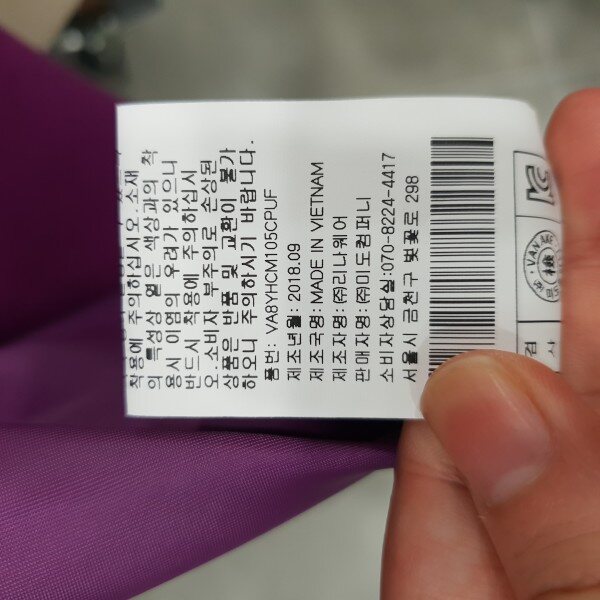 착용에 주의하십시오.소재
의 특성상 옅은 색상과의 착
용시 이염의 우려가 있으니
반드시 착용에 주의하십시
오.소비자 부주의로 손상된
상품은 반품및 교환이 불가
하오니 주의하시기 바랍니다.
품번: VA8YHCM105CPUF
제조년월: 2018.09
제조국명: MADE IN VIETNAM
제조자명: ㈜리나웨어
판매자명: ㈜미도컴퍼니
소비자상담실:070-8224-4417
서울시 금천구 벚꽃로 298